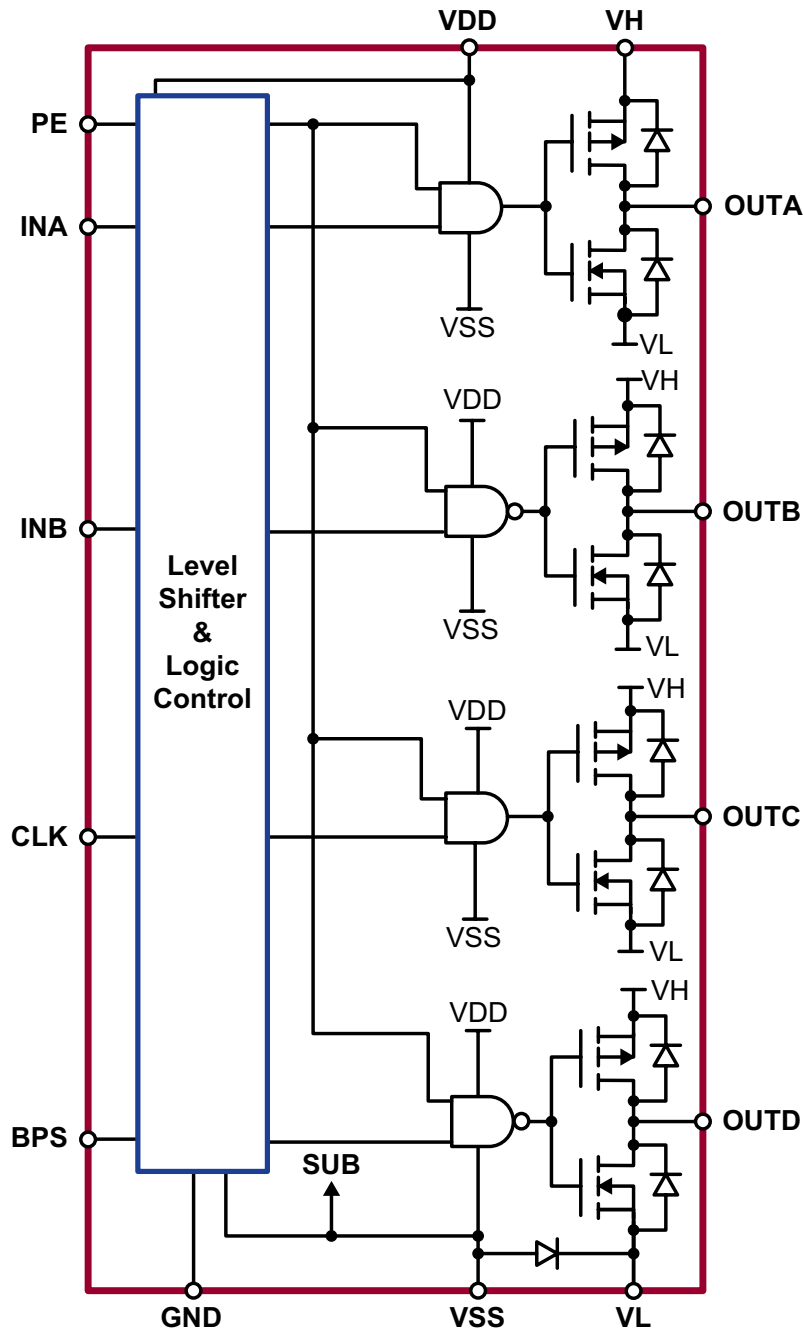 VDD
VH
PE
INA
OUTA
VSS
VL
VH
VDD
INB
OUTB
Level
Shifter
&
Logic
Control
VSS
VL
VH
VDD
CLK
OUTC
VSS
VL
VH
VDD
BPS
OUTD
SUB
GND
VSS
VL